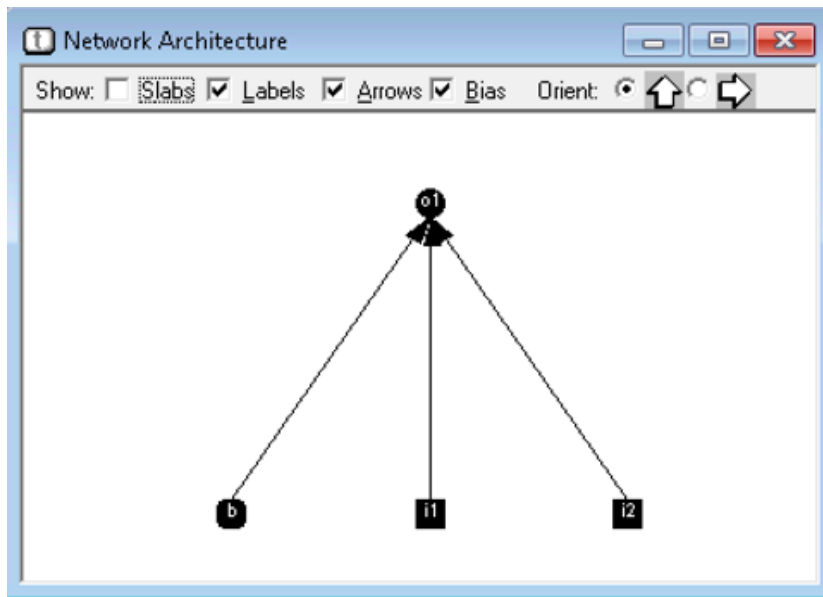 t Network Architecture
Show: Slabs Labels Arrows Bias Orient:
o1
b i1 i2